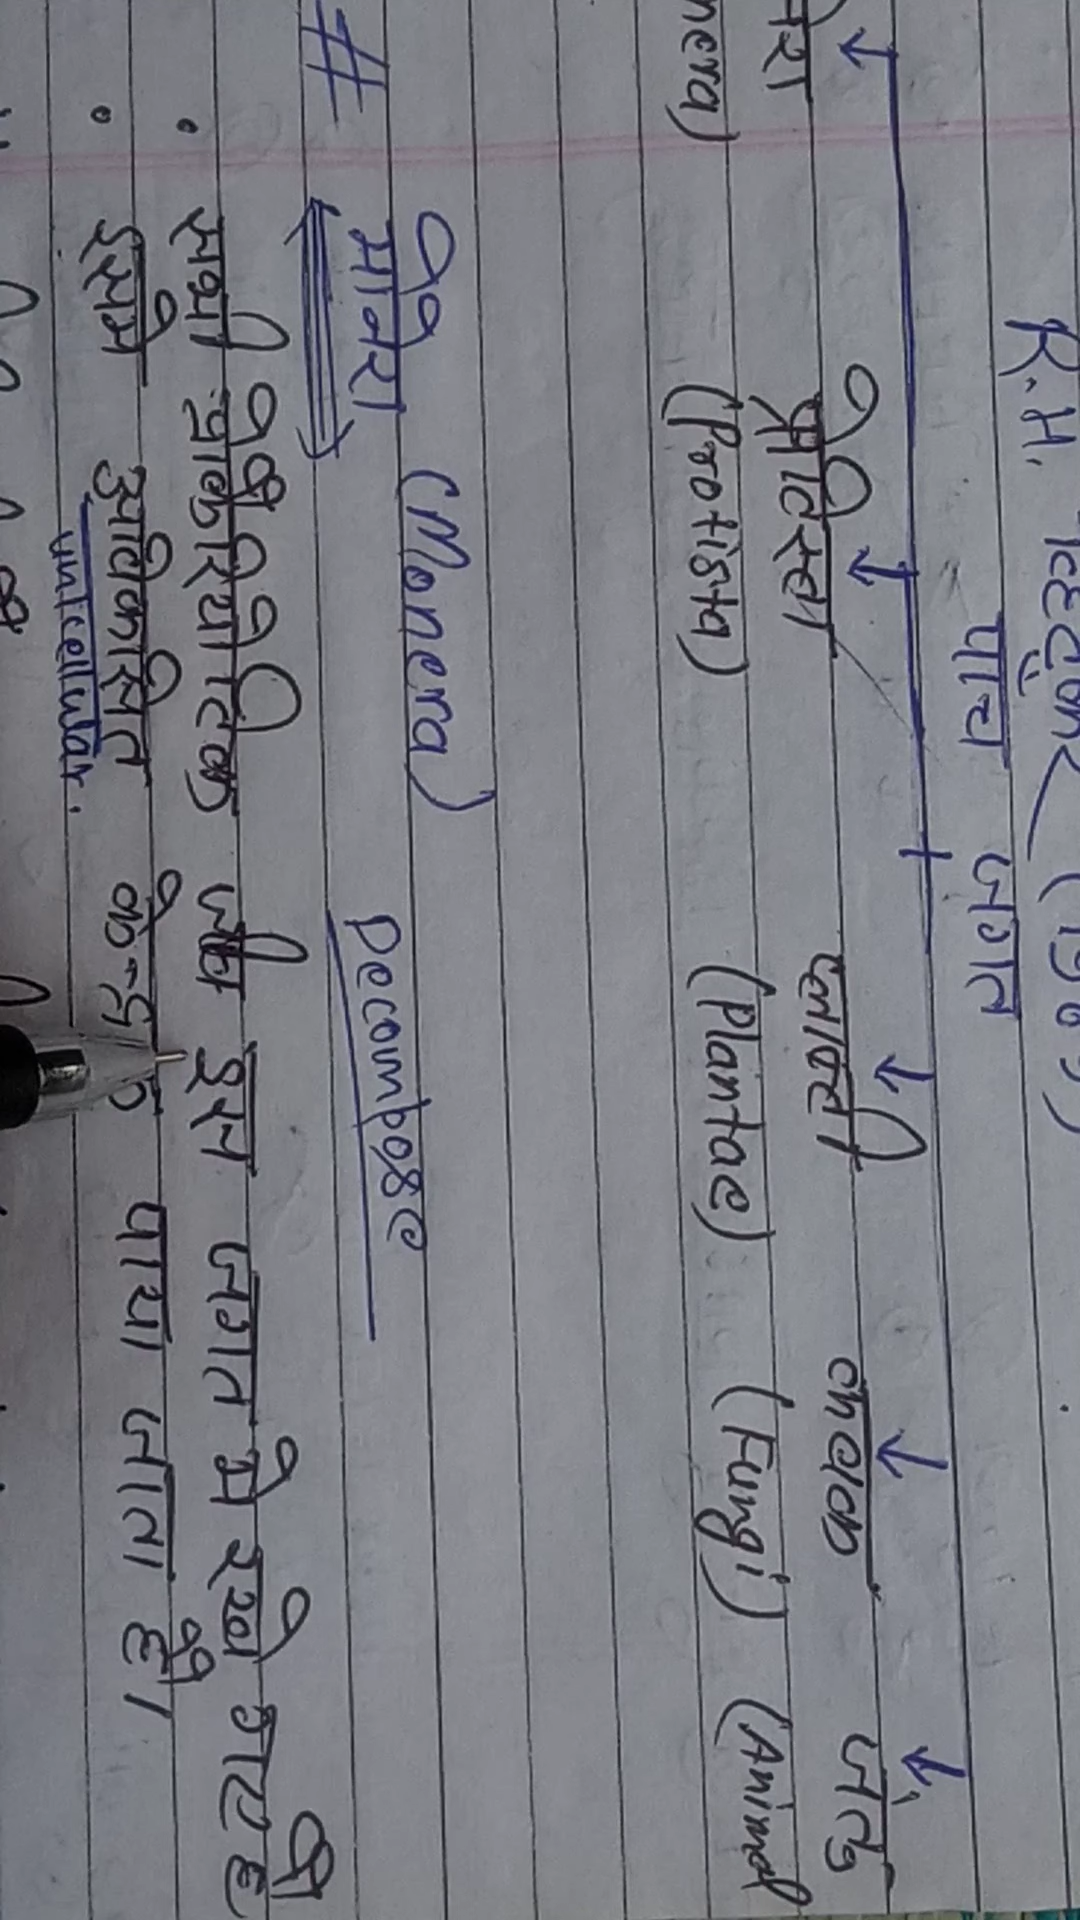 R.H. व्हिटेकर (1969)
पाच जगत
प्रोटिस्टा प्लांटी कवक जंतु
(Protista) (Plantae) (Fungi) (Animal
# मोनेरा (Monera) Decompose
• सभी प्रोकैरियोटिक जीव इस जगत मे रखे गए हैं
• इसमे अविकसित केन्द्रक पाया जाता है।
unicellular.